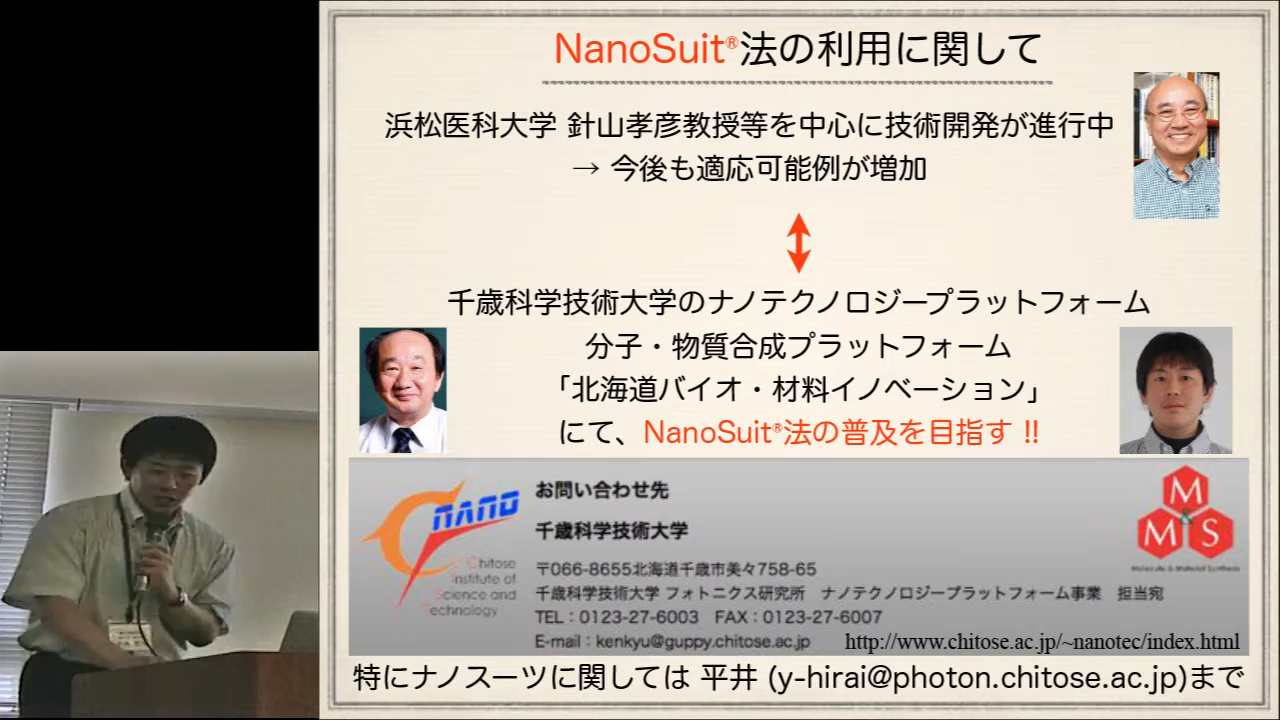 NanoSuit®法の利用に関して
浜松医科大学 針山孝彦教授等を中心に技術開発が進行中
→ 今後も適応可能例が増加
千歳科学技術大学のナノテクノロジープラットフォーム
分子・物質合成プラットフォーム
「北海道バイオ・材料イノベーション」
にて、NanoSuit®法の普及を目指す !!
NANO
Chitose
Institute of
Science and
Technology
お問い合わせ先
千歳科学技術大学
〒066-8655北海道千歳市美々758-65
千歳科学技術大学 フォトニクス研究所 ナノテクノロジープラットフォーム事業 担当宛
TEL:0123-27-6003 FAX:0123-27-6007
E-mail:kenkyu@guppy.chitose.ac.jp
http://www.chitose.ac.jp/~nanotec/index.html
M
&
M S
Molecule & Material Synthesis
特にナノスーツに関しては 平井 (y-hirai@photon.chitose.ac.jp)まで